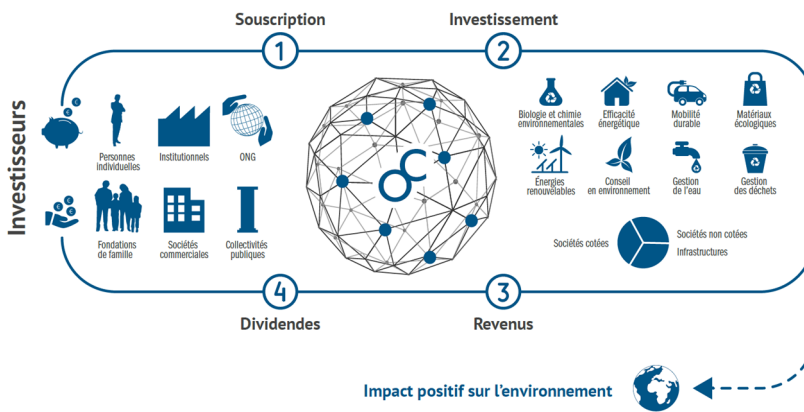 Souscription
Investissement
1
2
Investisseurs
Personnes
individuelles
Institutionnels
ONG
Fondations
de famille
Sociétés
commerciales
Collectivités
publiques
Biologie et chimie
environnementales
Efficacité
énergétique
Mobilité
durable
Matériaux
écologiques
Énergies
renouvelables
Conseil
en environnement
Gestion
de l'eau
Gestion
des déchets
Sociétés cotées
Sociétés non cotées
Infrastructures
4
3
Dividendes
Revenus
Impact positif sur l'environnement